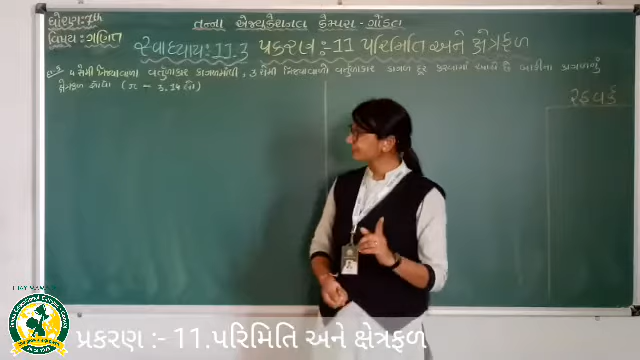 ધોરણ:-7મું
તન્ના એજ્યુકેશનલ કેમ્પસ - ગોંડલ
વિષય: ગણિત
સ્વાધ્યાય: 11.3 પ્રકરણ :- 11 પરિમિતિ અને ક્ષેત્રફળ
4 સેમી ત્રિજ્યાવાળા વર્તુળાકાર કાગળમાંથી, 3 સેમી ત્રિજ્યાવાળો વર્તુળાકાર કાગળ દૂર કરવામાં આવે છે બાકીના કાગળનું
ક્ષેત્રફળ શોધો (π - 3.14 લો)
રફવર્ક
પ્રકરણ :- 11.પરિમિતિ અને ક્ષેત્રફળ